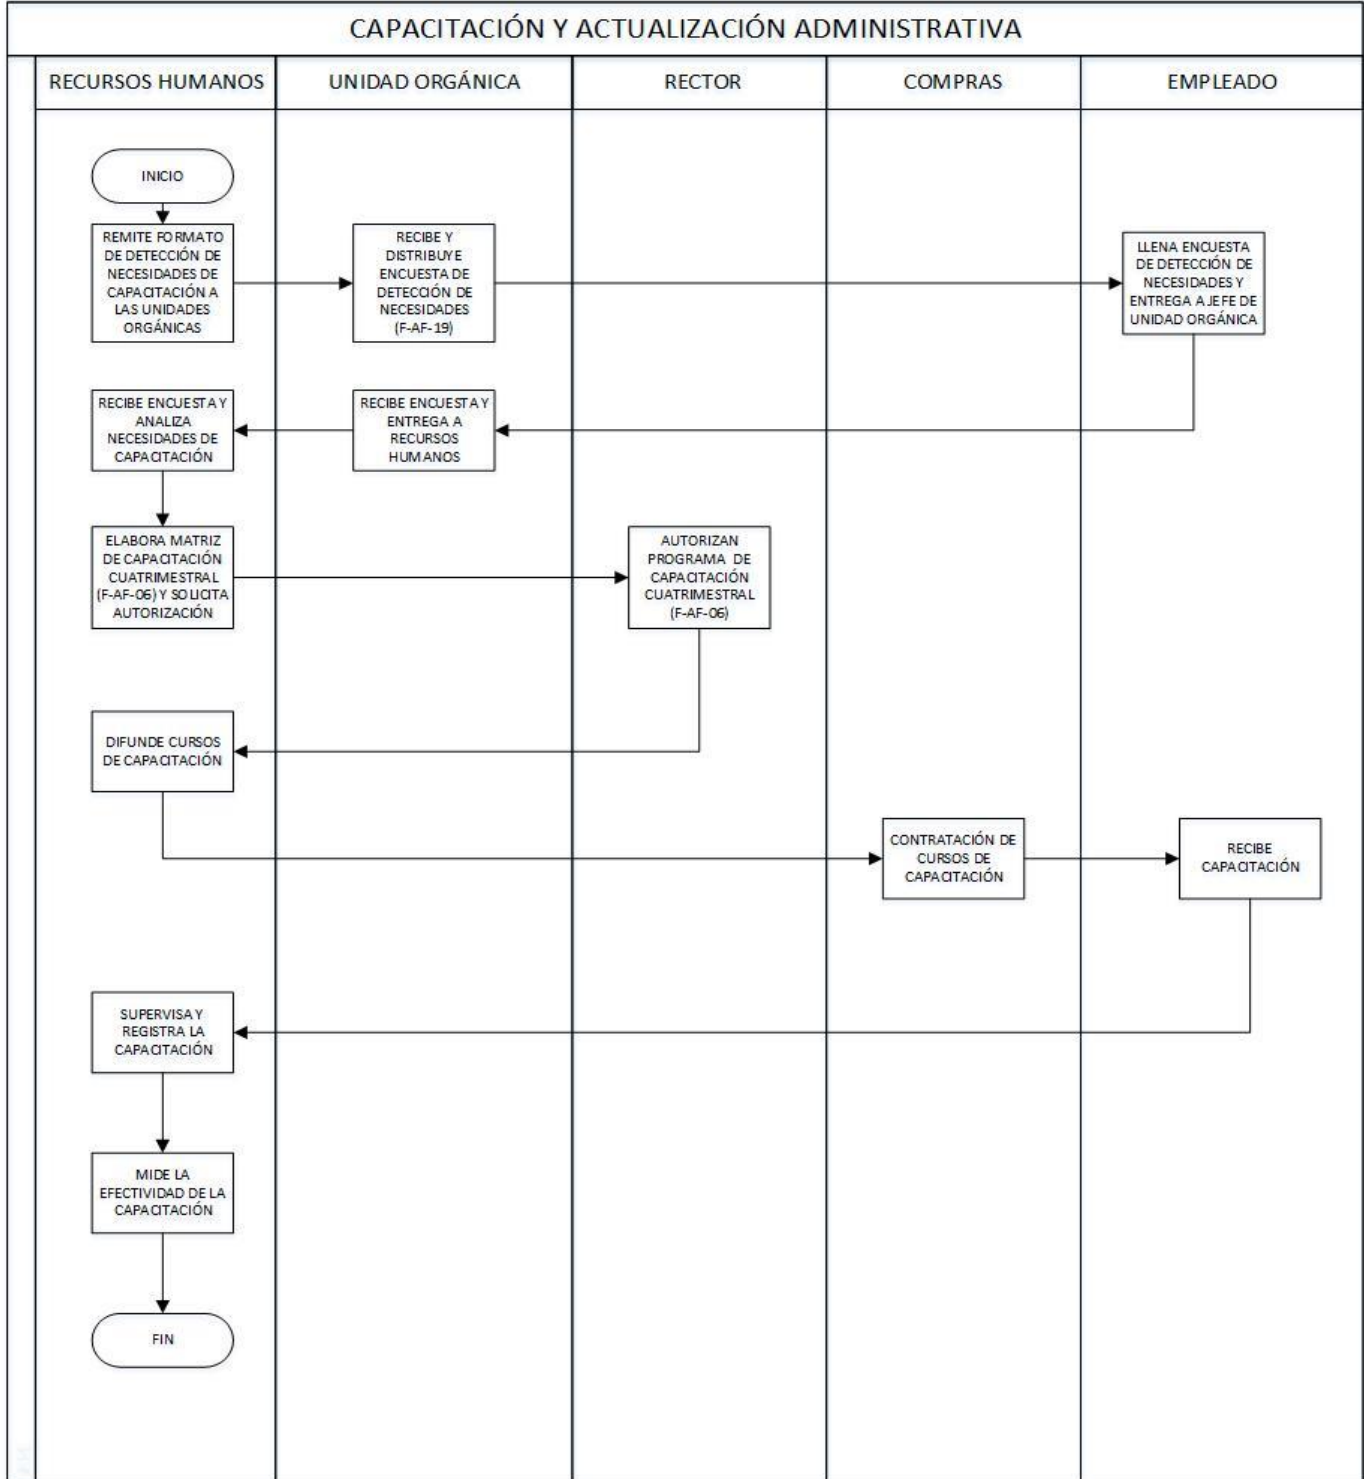 CAPACITACIÓN Y ACTUALIZACIÓN ADMINISTRATIVA
RECURSOS HUMANOS
UNIDAD ORGÁNICA
RECTOR
COMPRAS
EMPLEADO
INICIO
REMITE FORMATO
DE DETECCIÓN DE
NECESIDADES DE
CAPACITACIÓN A
LAS UNIDADES
ORGÁNICAS
RECIBE Y
DISTRIBUYE
ENCUESTA DE
DETECCIÓN DE
NECESIDADES
(F-AF-19)
LLENA ENCUESTA
DE DETECCIÓN DE
NECESIDADES Y
ENTREGA A JEFE DE
UNIDAD ORGÁNICA
RECIBE ENCUESTA Y
ENTREGA A
RECURSOS
HUMANOS
RECIBE ENCUESTA Y
ANALIZA
NECESIDADES DE
CAPACITACIÓN
ELABORA MATRIZ
DE CAPACITACIÓN
CUATRIMESTRAL
(F-AF-06) Y SOLICITA
AUTORIZACIÓN
AUTORIZAN
PROGRAMA DE
CAPACITACIÓN
CUATRIMESTRAL
(F-AF-06)
DIFUNDE CURSOS
DE CAPACITACIÓN
CONTRATACIÓN DE
CURSOS DE
CAPACITACIÓN
RECIBE
CAPACITACIÓN
SUPERVISA Y
REGISTRA LA
CAPACITACIÓN
MIDE LA
EFECTIVIDAD DE LA
CAPACITACIÓN
FIN